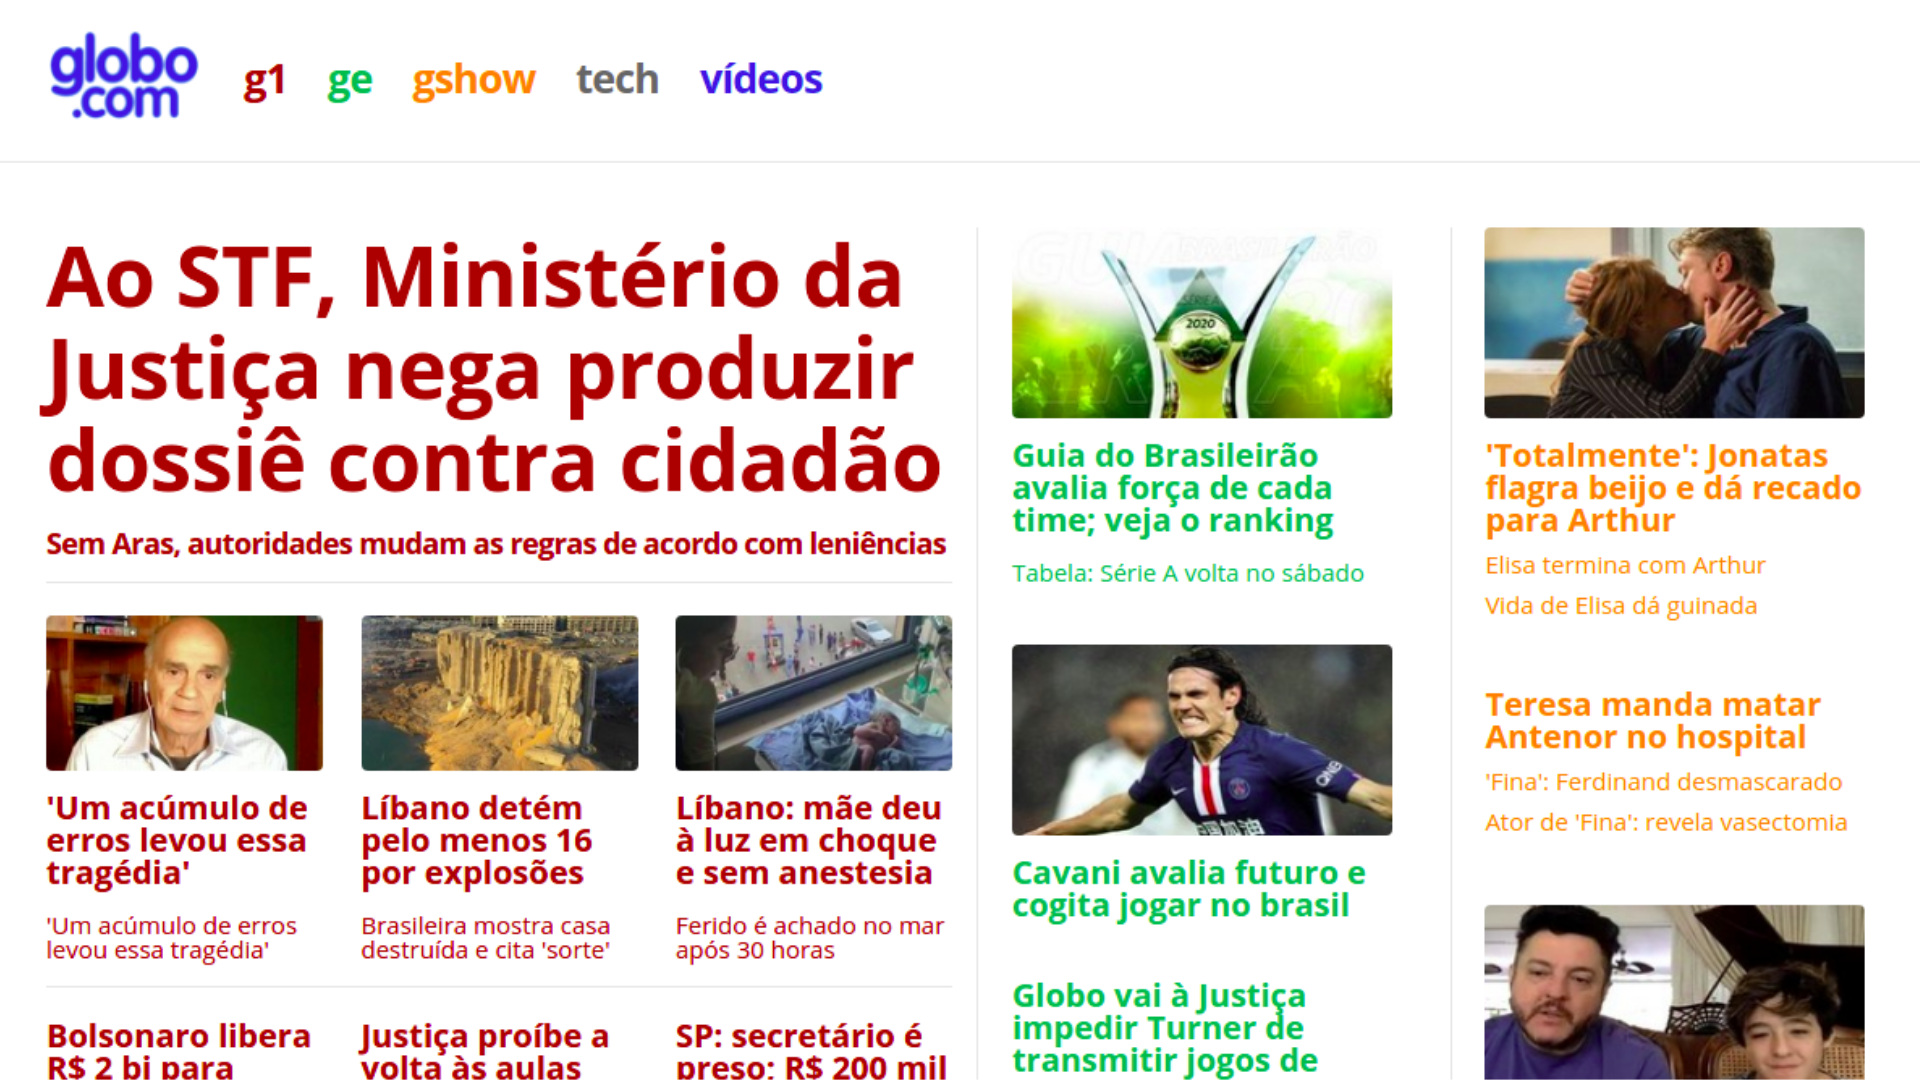 globo
.com
g1 ge gshow tech vídeos
Ao STF, Ministério da
Justiça nega produzir
dossiê contra cidadão
Sem Aras, autoridades mudam as regras de acordo com leniências
'Um acúmulo de
erros levou essa
tragédia'
'Um acúmulo de erros
levou essa tragédia'
Líbano detém
pelo menos 16
por explosões
Brasileira mostra casa
destruída e cita 'sorte'
Líbano: mãe deu
à luz em choque
e sem anestesia
Ferido é achado no mar
após 30 horas
Bolsonaro libera
R$ 2 bi para
Justiça proíbe a
volta às aulas
SP: secretário é
preso; R$ 200 mil
GUIA BRASILEIRÃO
SÉRIE A
2020
Guia do Brasileirão
avalia força de cada
time; veja o ranking
Tabela: Série A volta no sábado
QNB
Cavani avalia futuro e
cogita jogar no brasil
Globo vai à Justiça
impedir Turner de
transmitir jogos de
'Totalmente': Jonatas
flagra beijo e dá recado
para Arthur
Elisa termina com Arthur
Vida de Elisa dá guinada
Teresa manda matar
Antenor no hospital
'Fina': Ferdinand desmascarado
Ator de 'Fina': revela vasectomia